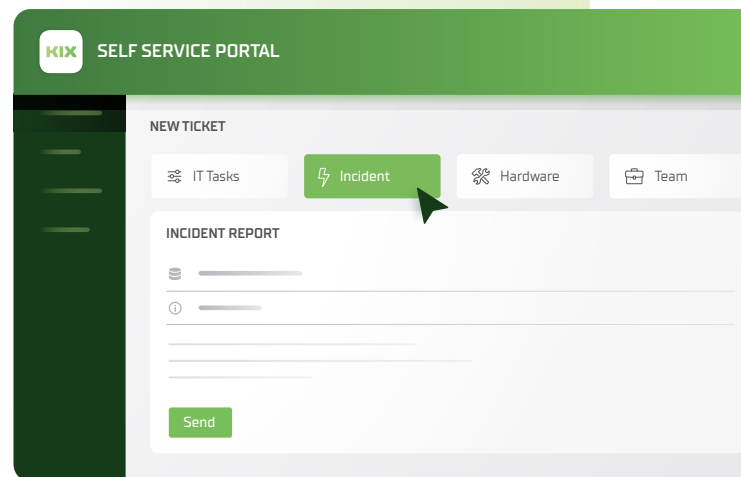 KIX SELF SERVICE PORTAL
NEW TICKET
IT Tasks Incident Hardware Team
INCIDENT REPORT
Send